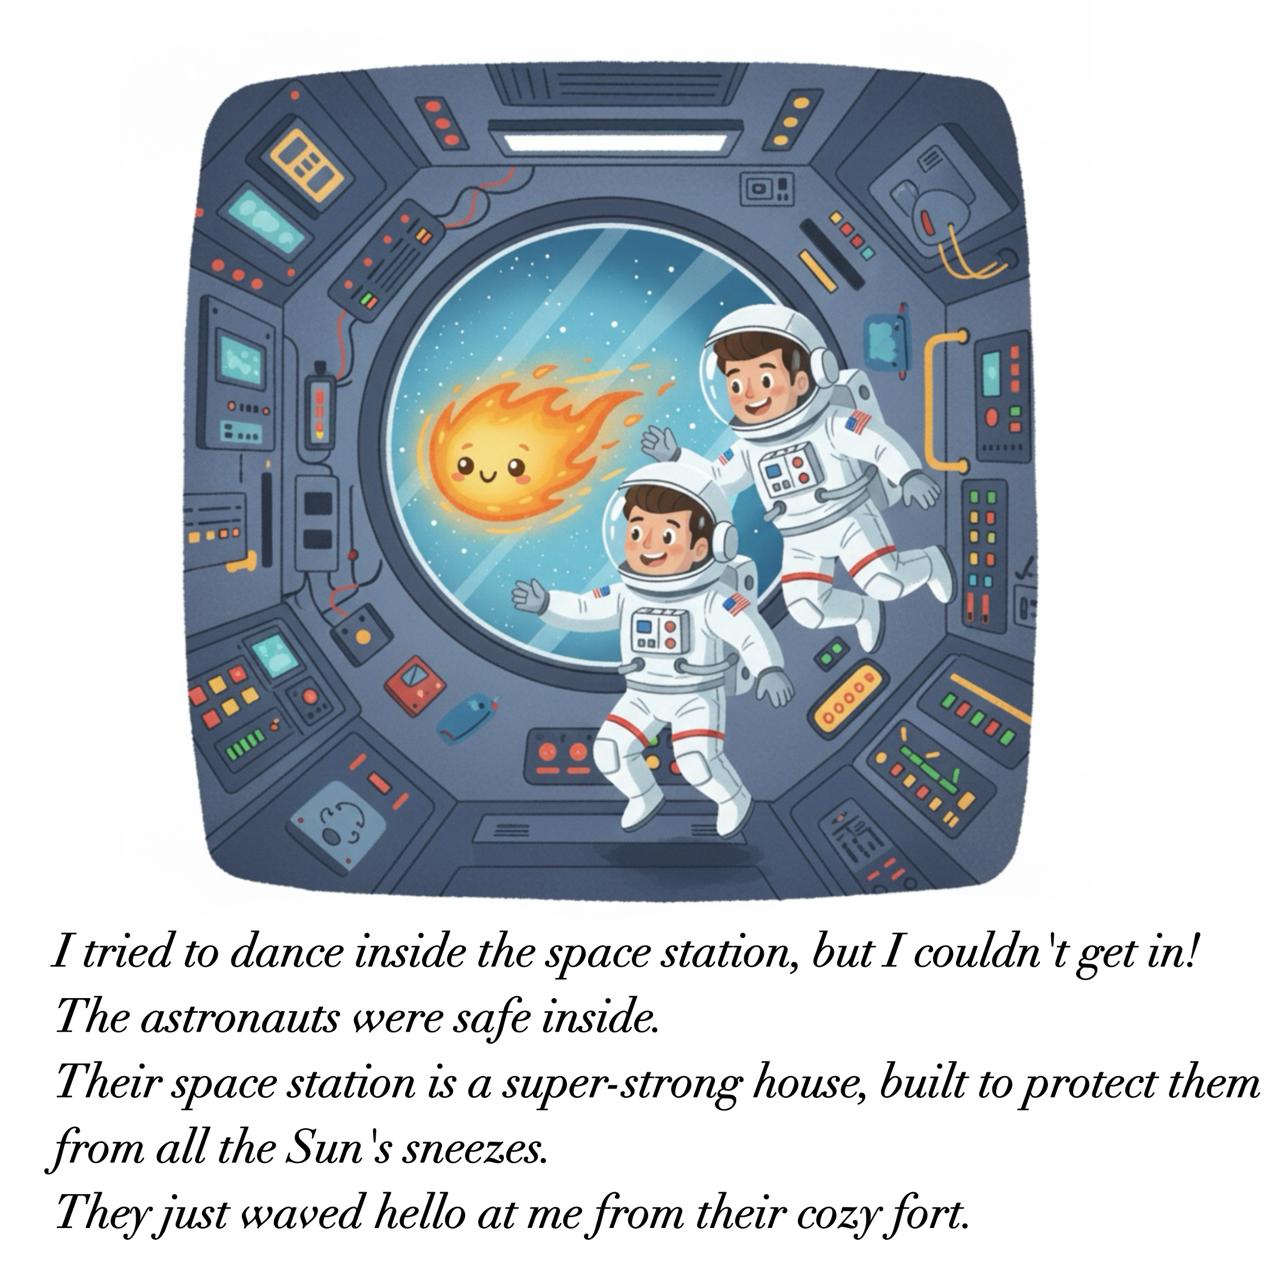 I tried to dance inside the space station, but I couldn't get in!
The astronauts were safe inside.
Their space station is a super-strong house, built to protect them
from all the Sun's sneezes.
They just waved hello at me from their cozy fort.